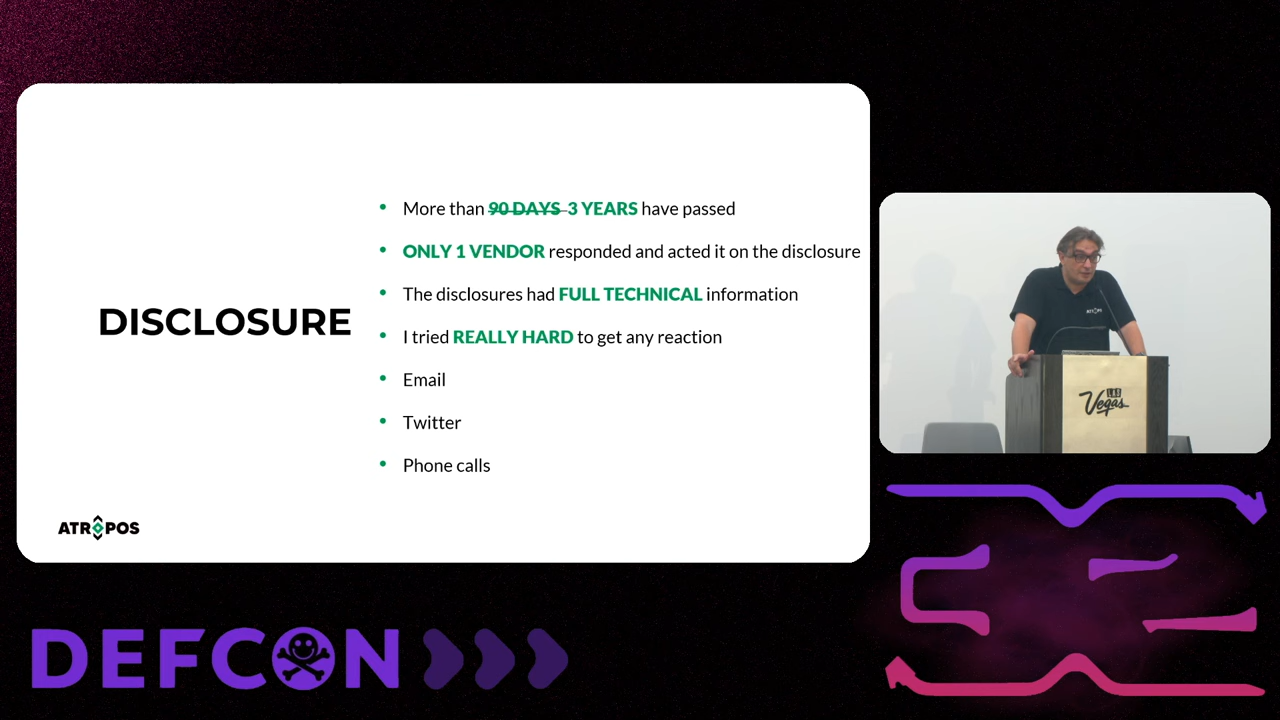 DISCLOSURE
More than 90 DAYS 3 YEARS have passed
ONLY 1 VENDOR responded and acted it on the disclosure
The disclosures had FULL TECHNICAL information
I tried REALLY HARD to get any reaction
Email
Twitter
Phone calls
ATROPOS
LAS
Vegas
DEFCON